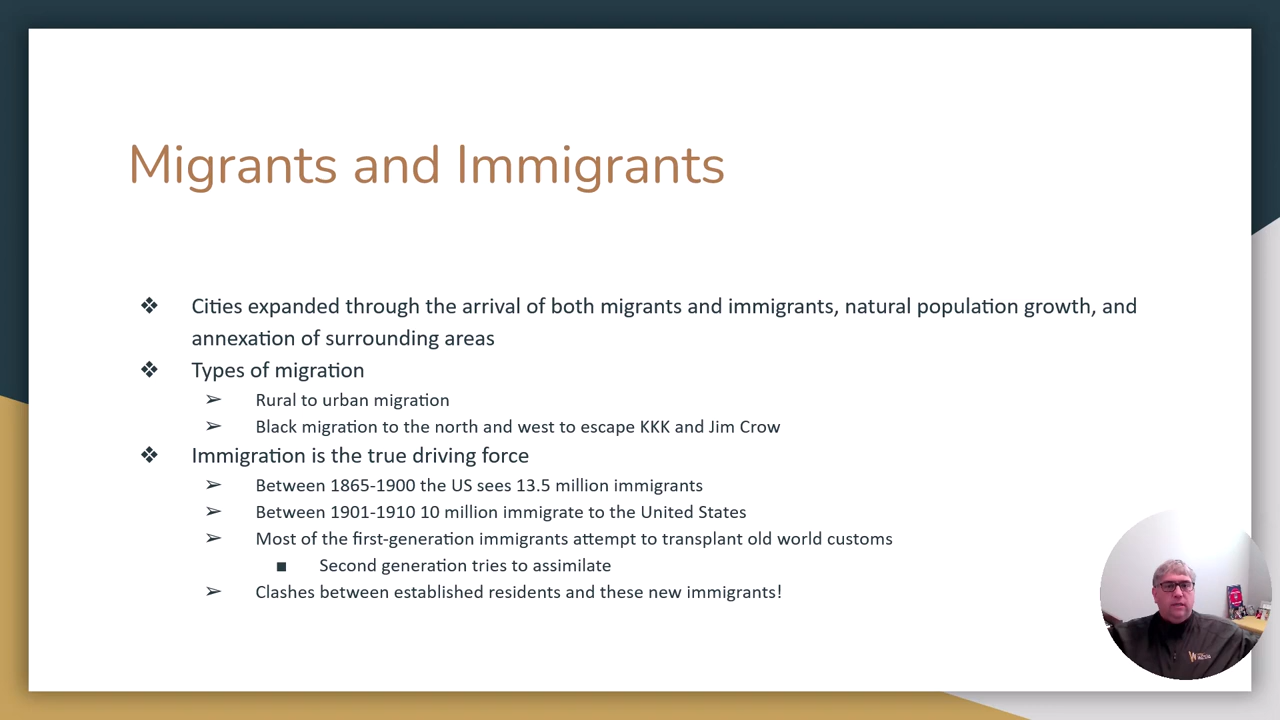 Migrants and Immigrants
❖ Cities expanded through the arrival of both migrants and immigrants, natural population growth, and
annexation of surrounding areas
❖ Types of migration
➢ Rural to urban migration
➢ Black migration to the north and west to escape KKK and Jim Crow
❖ Immigration is the true driving force
➢ Between 1865-1900 the US sees 13.5 million immigrants
➢ Between 1901-1910 10 million immigrate to the United States
➢ Most of the first-generation immigrants attempt to transplant old world customs
■ Second generation tries to assimilate
➢ Clashes between established residents and these new immigrants!